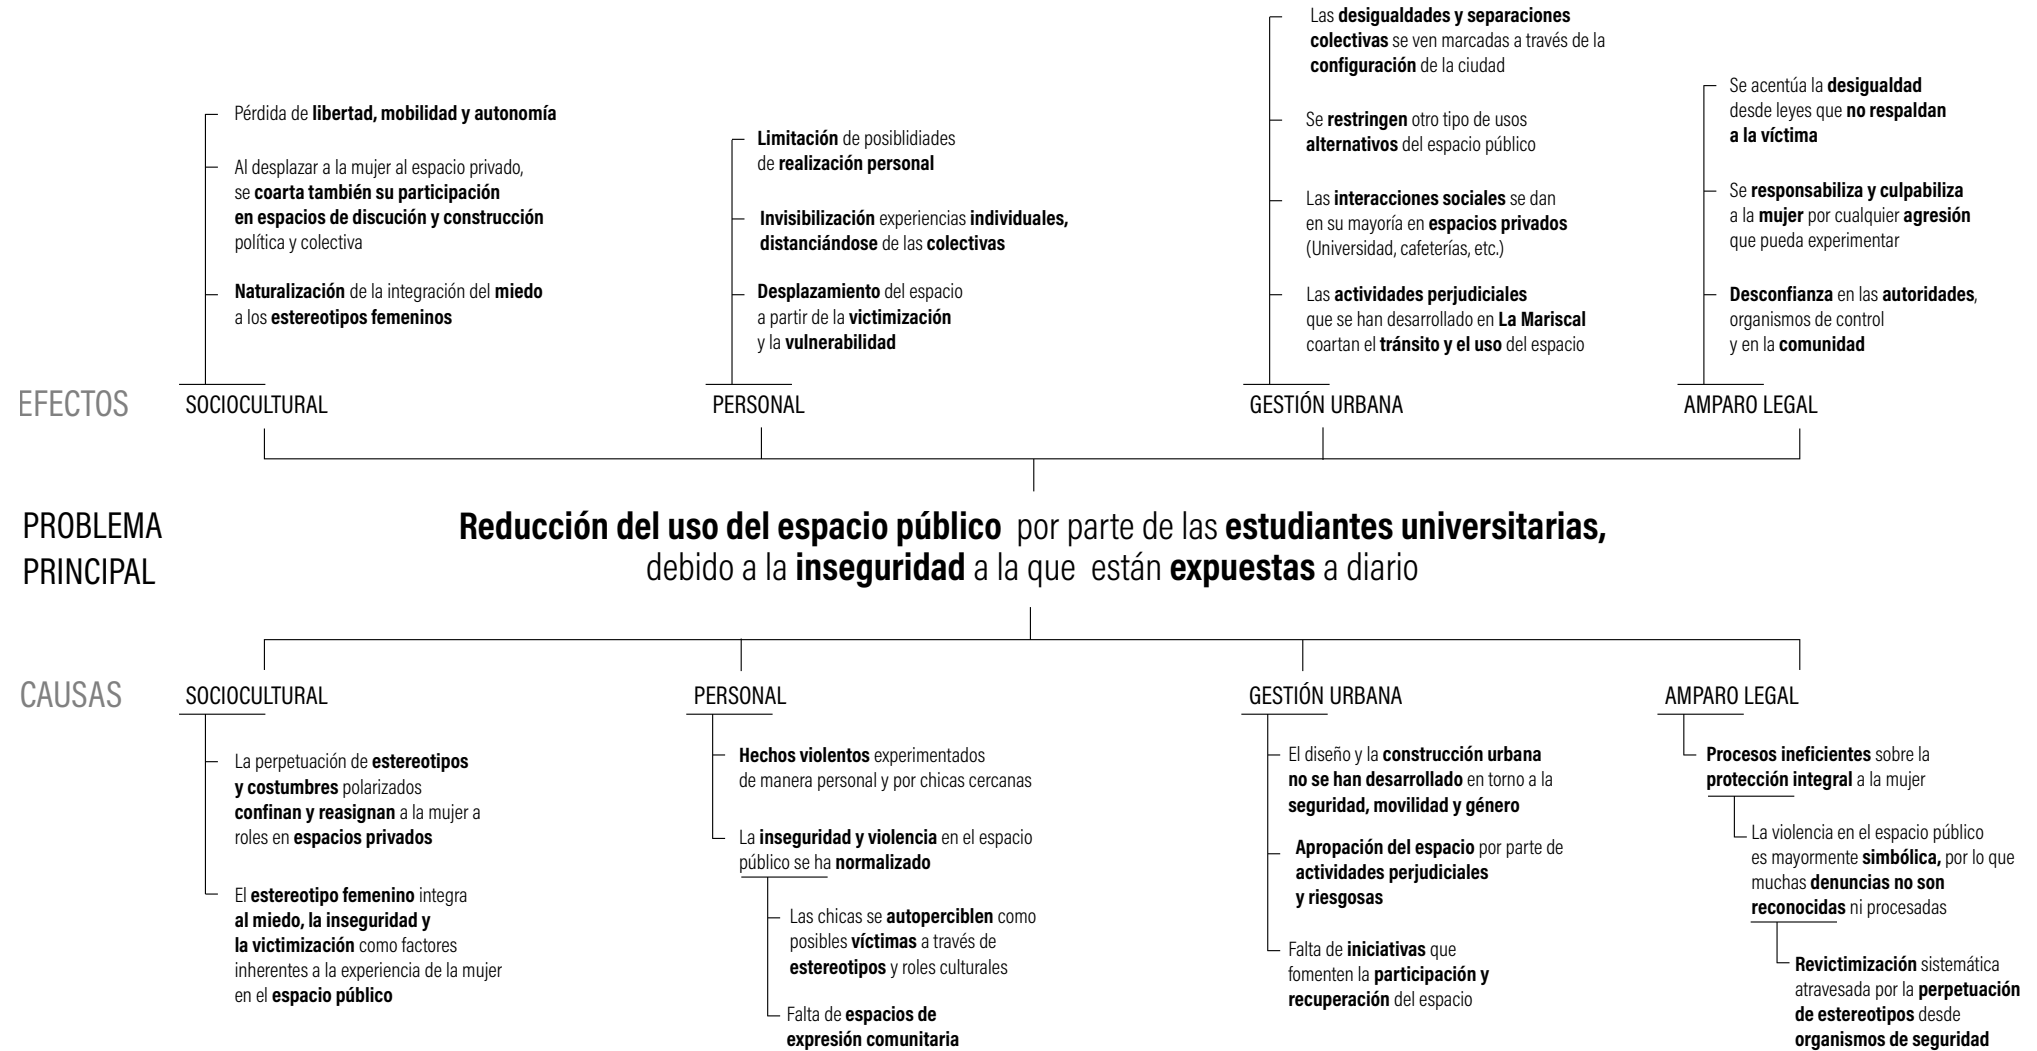 Pérdida de libertad, mobilidad y autonomía
Al desplazar a la mujer al espacio privado,
se coarta también su participación
en espacios de discución y construcción
política y colectiva
Naturalización de la integración del miedo
a los estereotipos femeninos
Limitación de posiblidiades
de realización personal
Invisibilización experiencias individuales,
distanciándose de las colectivas
Desplazamiento del espacio
a partir de la victimización
y la vulnerabilidad
Las desigualdades y separaciones
colectivas se ven marcadas a través de la
configuración de la ciudad
Se restringen otro tipo de usos
alternativos del espacio público
Las interacciones sociales se dan
en su mayoría en espacios privados
(Universidad, cafeterías, etc.)
Las actividades perjudiciales
que se han desarrollado en La Mariscal
coartan el tránsito y el uso del espacio
Se acentúa la desigualdad
desde leyes que no respaldan
a la víctima
Se responsabiliza y culpabiliza
a la mujer por cualquier agresión
que pueda experimentar
Desconfianza en las autoridades,
organismos de control
y en la comunidad
EFECTOS
SOCIOCULTURAL
PERSONAL
GESTIÓN URBANA
AMPARO LEGAL
PROBLEMA
PRINCIPAL
Reducción del uso del espacio público por parte de las estudiantes universitarias,
debido a la inseguridad a la que están expuestas a diario
CAUSAS
SOCIOCULTURAL
PERSONAL
GESTIÓN URBANA
AMPARO LEGAL
La perpetuación de estereotipos
y costumbres polarizados
confinan y reasignan a la mujer a
roles en espacios privados
El estereotipo femenino integra
al miedo, la inseguridad y
la victimización como factores
inherentes a la experiencia de la mujer
en el espacio público
Hechos violentos experimentados
de manera personal y por chicas cercanas
La inseguridad y violencia en el espacio
público se ha normalizado
Las chicas se autoperciblen como
posibles víctimas a través de
estereotipos y roles culturales
Falta de espacios de
expresión comunitaria
El diseño y la construcción urbana
no se han desarrollado en torno a la
seguridad, movilidad y género
Apropación del espacio por parte de
actividades perjudiciales
y riesgosas
Falta de iniciativas que
fomenten la participación y
recuperación del espacio
Procesos ineficientes sobre la
protección integral a la mujer
La violencia en el espacio público
es mayormente simbólica, por lo que
muchas denuncias no son
reconocidas ni procesadas
Revictimización sistemática
atravesada por la perpetuación
de estereotipos desde
organismos de seguridad